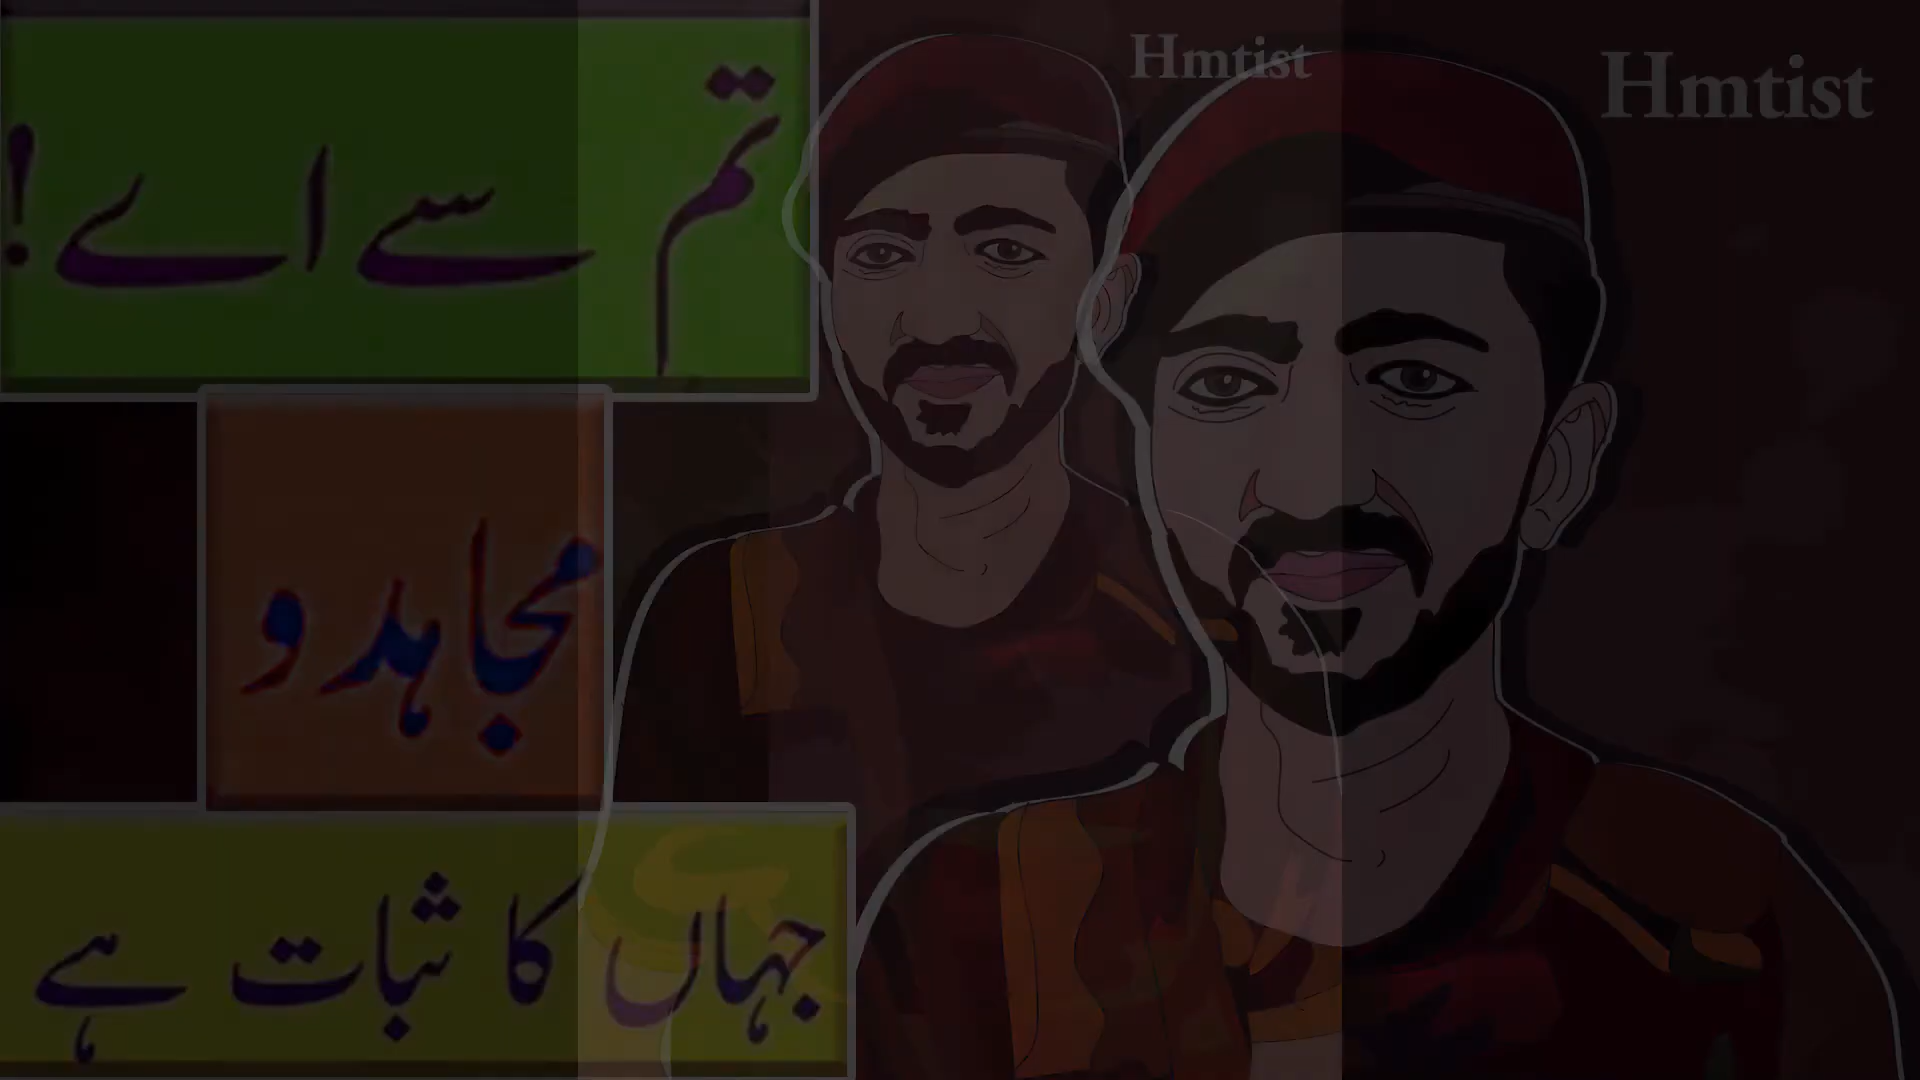 Hmtist
Hmtist
تم سے اے!
مجاہدو
جہاں کا ثبات ہے